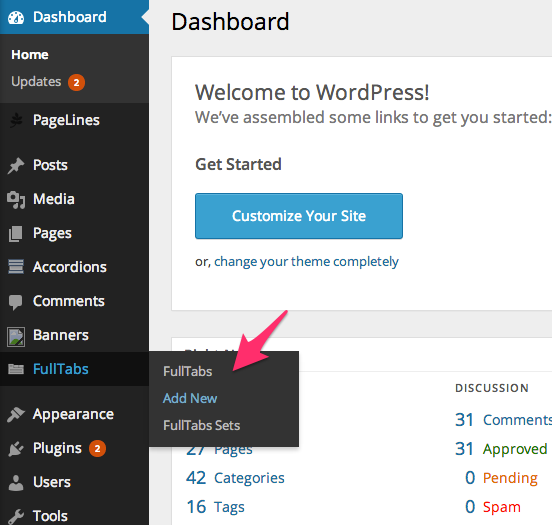 Dashboard
Home
Updates 2
PageLines
Posts
Media
Pages
Accordions
Comments
Banners
FullTabs
Appearance
Plugins 2
Users
Tools
Dashboard
Welcome to WordPress!
We've assembled some links to get you started:
Get Started
Customize Your Site
or, change your theme completely
FullTabs
Add New
FullTabs Sets
27 Pages
42 Categories
16 Tags
DISCUSSION
31 Comments
31 Approved
0 Pending
0 Spam